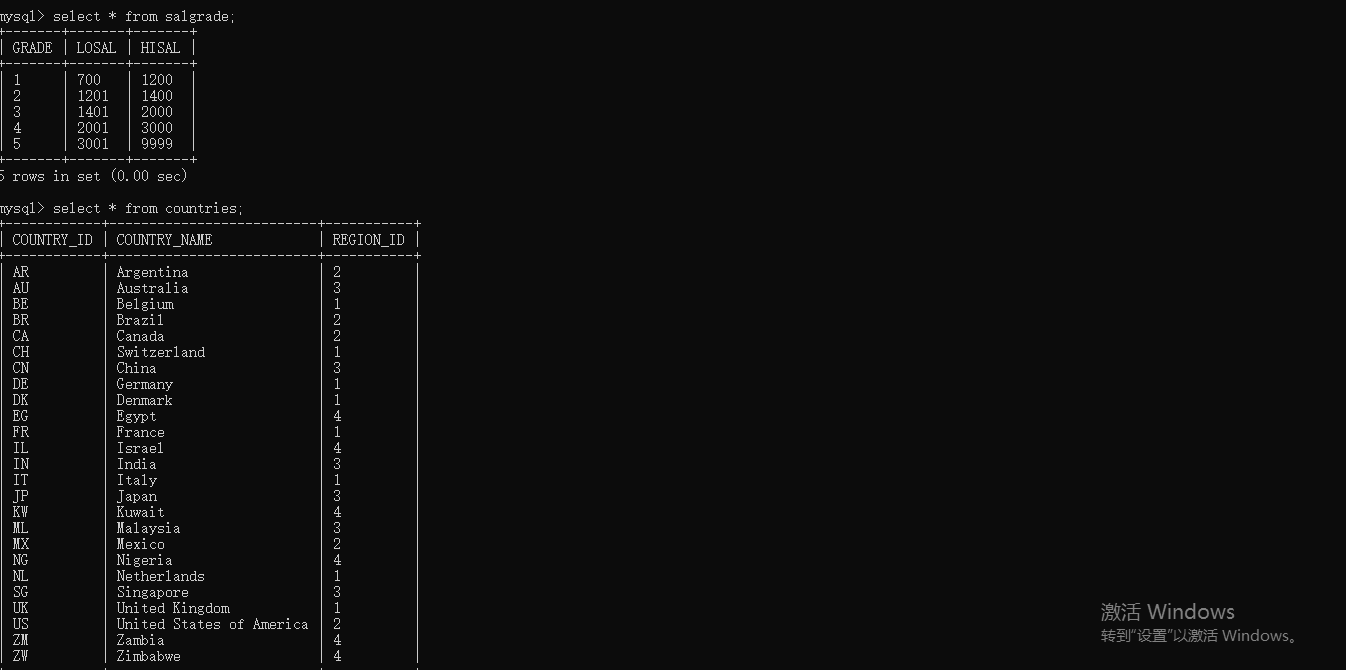 mysql> select * from salgrade;
+-------+-------+-------+
| GRADE | LOSAL | HISAL |
+-------+-------+-------+
| 1     | 700   | 1200  |
| 2     | 1201  | 1400  |
| 3     | 1401  | 2000  |
| 4     | 2001  | 3000  |
| 5     | 3001  | 9999  |
+-------+-------+-------+
5 rows in set (0.00 sec)
mysql> select * from countries;
+------------+--------------------------+-----------+
| COUNTRY_ID | COUNTRY_NAME             | REGION_ID |
+------------+--------------------------+-----------+
| AR         | Argentina                | 2         |
| AU         | Australia                | 3         |
| BE         | Belgium                  | 1         |
| BR         | Brazil                   | 2         |
| CA         | Canada                   | 2         |
| CH         | Switzerland              | 1         |
| CN         | China                    | 3         |
| DE         | Germany                  | 1         |
| DK         | Denmark                  | 1         |
| EG         | Egypt                    | 4         |
| FR         | France                   | 1         |
| IL         | Israel                   | 4         |
| IN         | India                    | 3         |
| IT         | Italy                    | 1         |
| JP         | Japan                    | 3         |
| KW         | Kuwait                   | 4         |
| ML         | Malaysia                 | 3         |
| MX         | Mexico                   | 2         |
| NG         | Nigeria                  | 4         |
| NL         | Netherlands              | 1         |
| SG         | Singapore                | 3         |
| UK         | United Kingdom           | 1         |
| US         | United States of America | 2         |
| ZM         | Zambia                   | 4         |
| ZW         | Zimbabwe                 | 4         |
激活 Windows
转到“设置”以激活 Windows。